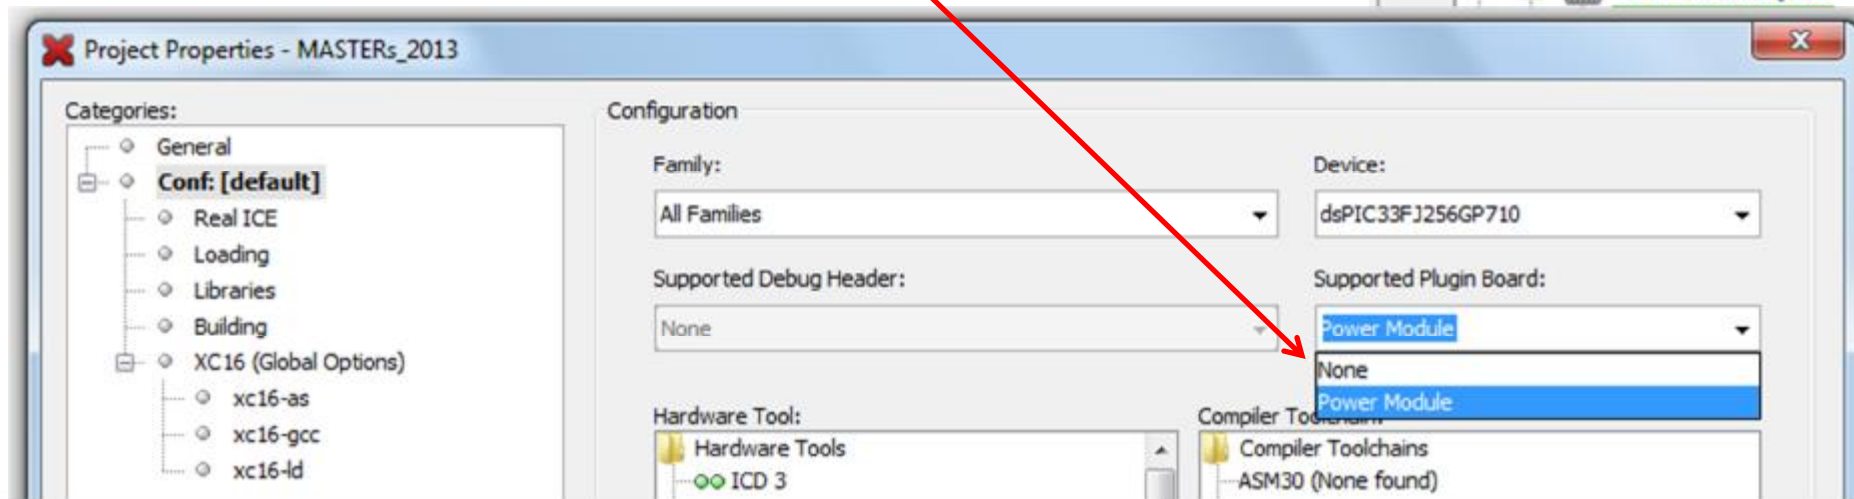 Project Properties - MASTERs_2013
Categories:
General
Conf: [default]
Real ICE
Loading
Libraries
Building
XC16 (Global Options)
xc16-as
xc16-gcc
xc16-ld
Configuration
Family:
Device:
All Families
dsPIC33FJ256GP710
Supported Debug Header:
Supported Plugin Board:
None
Power Module
None
Power Module
Hardware Tool:
Compiler Toolchain:
Hardware Tools
ICD 3
Compiler Toolchains
ASM30 (None found)